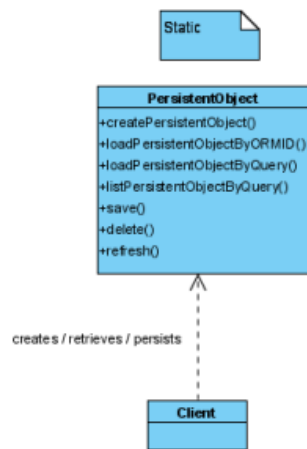 Static
PersistentObject
+createPersistentObject()
+loadPersistentObjectByORMID()
+loadPersistentObjectByQuery()
+listPersistentObjectByQuery()
+save()
+delete()
+refresh()
creates / retrieves / persists
Client